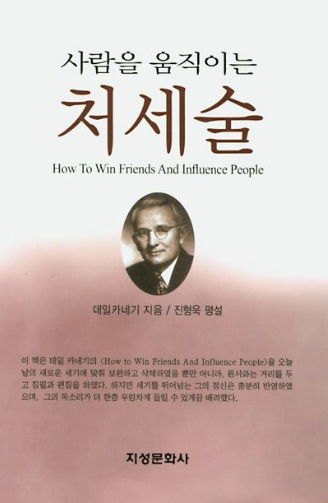 사람을 움직이는
처세술
How To Win Friends And Influence People
데일카네기 지음 / 진형욱 평설
이 책은 데일 카네기의 〈How to Win Friends And Influence People〉을 오늘
날의 새로운 세기에 맞춰 보완하고 삭제하였을 뿐만 아니라, 원서와는 거리를 두
고 집필과 편집을 하였다. 하지만 세기를 뛰어넘는 그의 정신은 충분히 반영하였
으며, 그의 목소리가 더 한층 우렁차게 들릴 수 있게끔 배려했다.
지성문화사